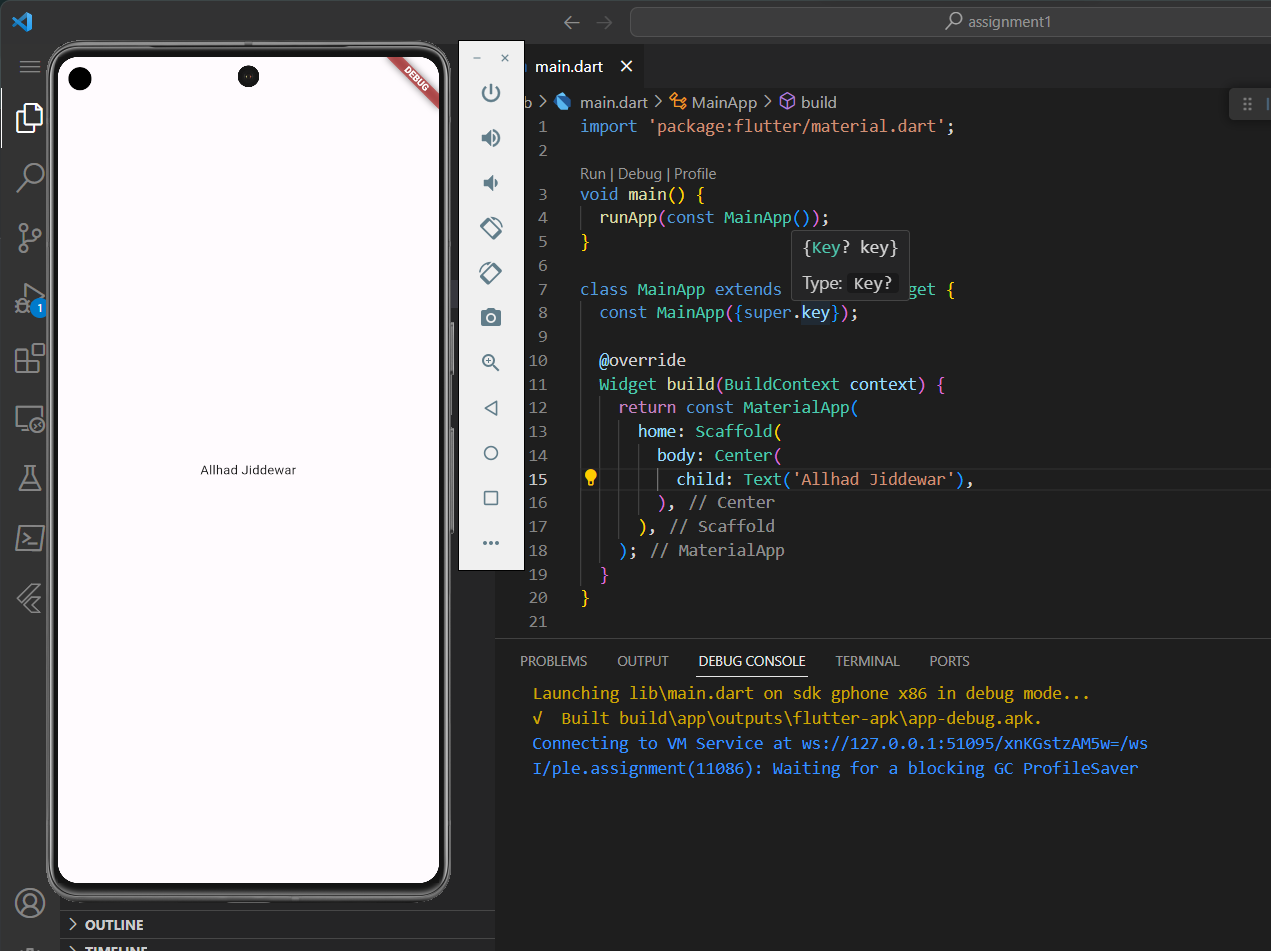 assignment1
DEBUG
Allhad Jiddewar
main.dart
b > main.dart > MainApp > build
1 import 'package:flutter/material.dart';
2
Run | Debug | Profile
3 void main() {
4 runApp(const MainApp());
5 }
6
{Key? key}
Type: Key?
7 class MainApp extends get {
8 const MainApp({super.key});
9
10 @override
11 Widget build(BuildContext context) {
12 return const MaterialApp(
13 home: Scaffold(
14 body: Center(
15 child: Text('Allhad Jiddewar'),
16 ), // Center
17 ), // Scaffold
18 ); // MaterialApp
19 }
20 }
21
1
PROBLEMS OUTPUT DEBUG CONSOLE TERMINAL PORTS
Launching lib\main.dart on sdk gphone x86 in debug mode...
√ Built build\app\outputs\flutter-apk\app-debug.apk.
Connecting to VM Service at ws://127.0.0.1:51095/xnKGstzAM5w=/ws
I/ple.assignment(11086): Waiting for a blocking GC ProfileSaver
OUTLINE
TIMELINE